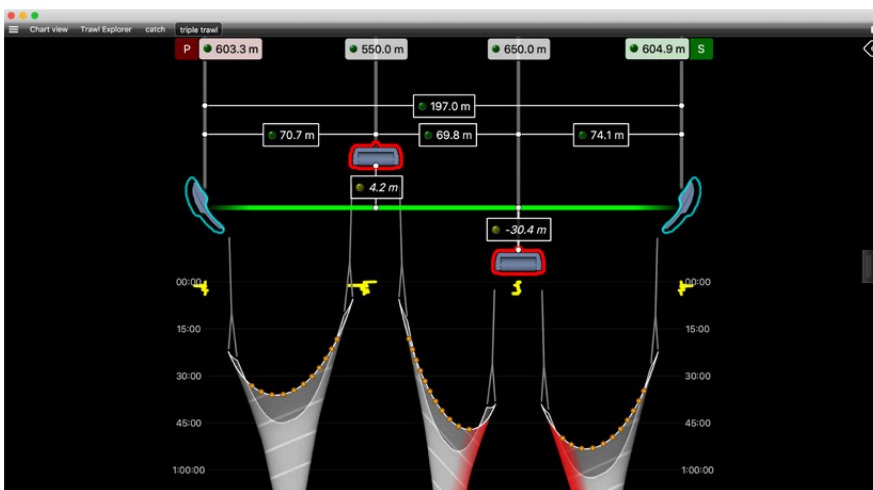 Chart view Trawl Explorer catch triple trawl
P 603.3 m 550.0 m 650.0 m 604.9 m S
197.0 m
70.7 m 69.8 m 74.1 m
4.2 m
-30.4 m
00:00 00:00
15:00 15:00
30:00 30:00
45:00 45:00
1:00:00 1:00:00